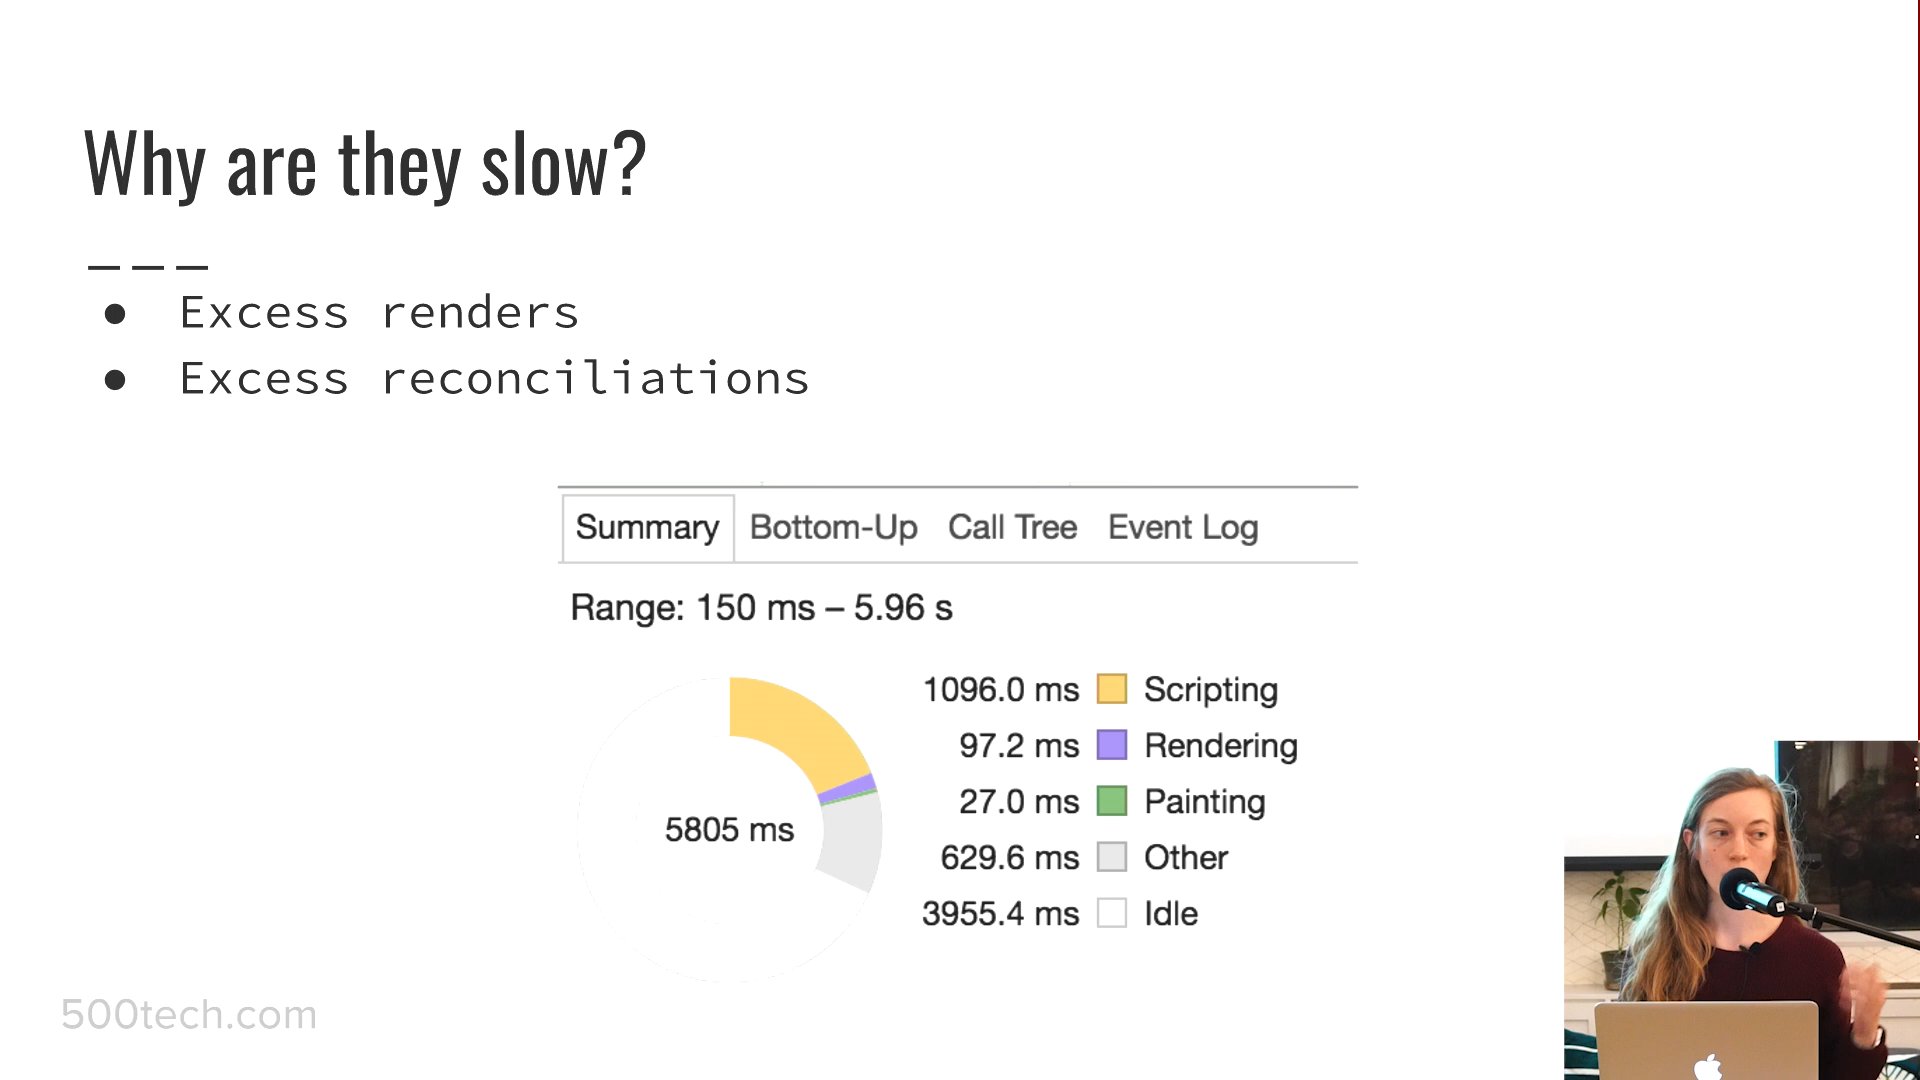 Why are they slow?
● Excess renders
● Excess reconciliations
Summary Bottom-Up Call Tree Event Log
Range: 150 ms – 5.96 s
5805 ms
1096.0 ms Scripting
97.2 ms Rendering
27.0 ms Painting
629.6 ms Other
3955.4 ms Idle
500tech.com